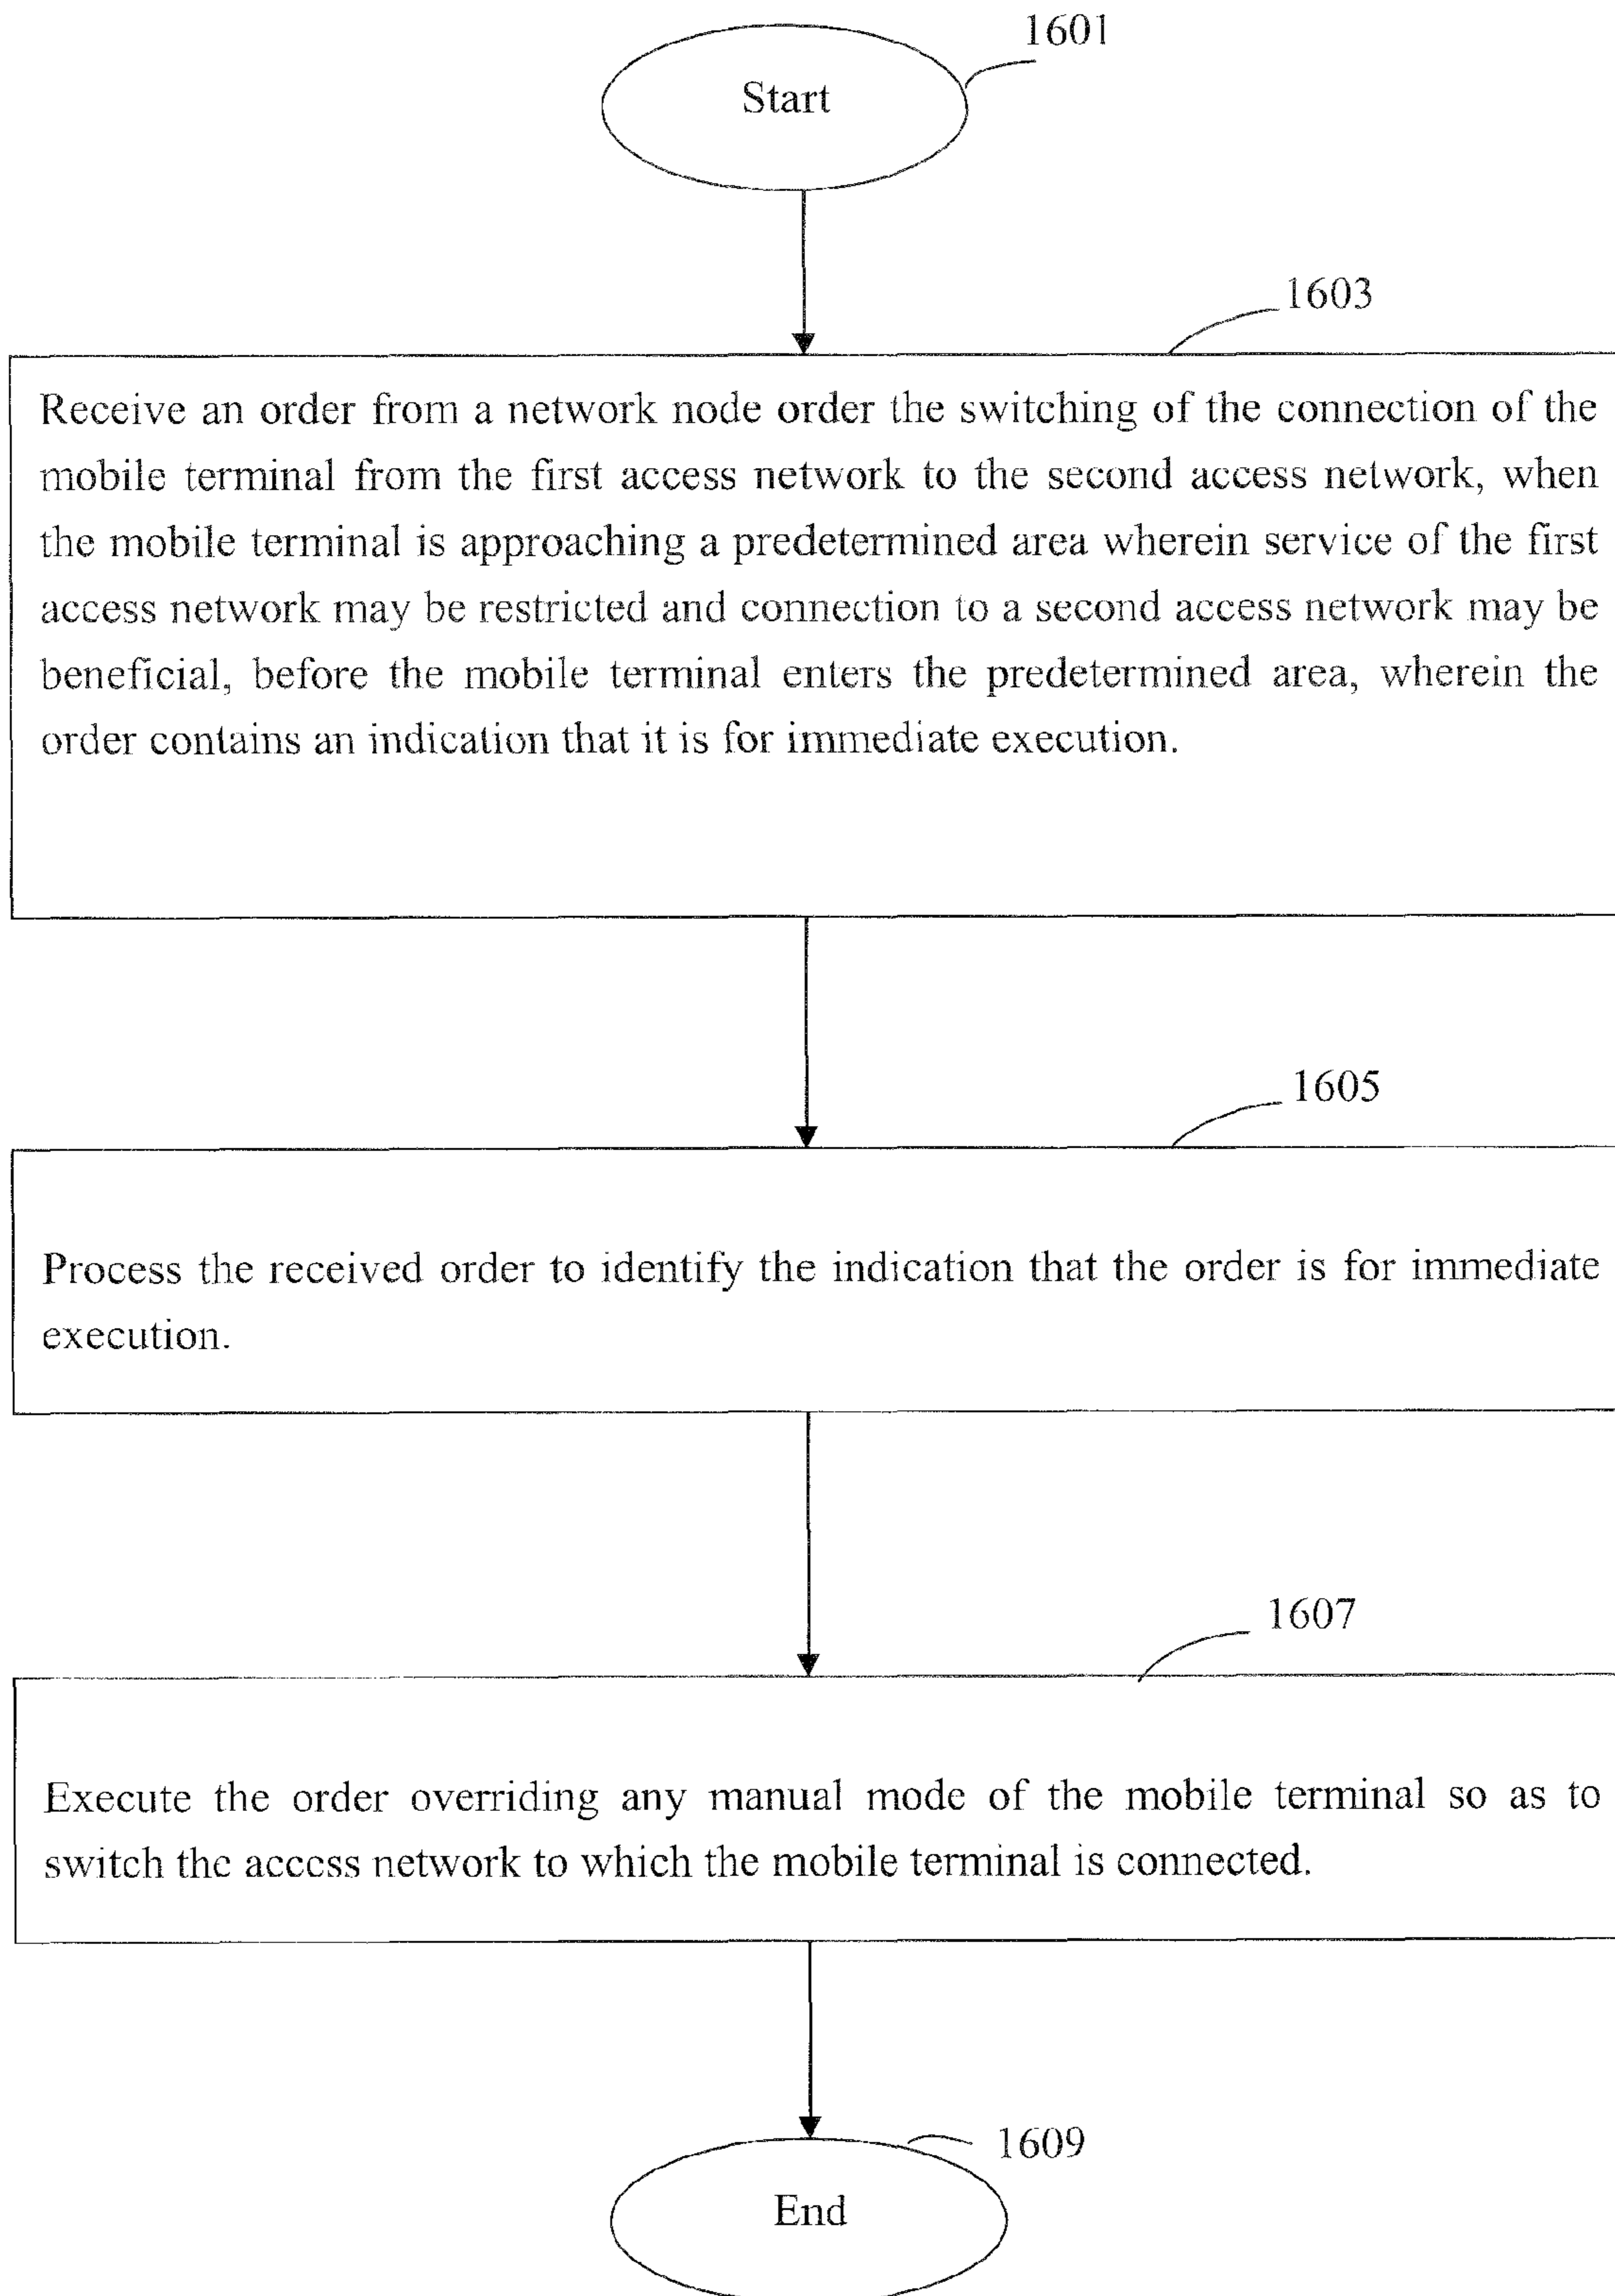 1601
Start
1603
Receive an order from a network node order the switching of the connection of the
mobile terminal from the first access network to the second access network, when
the mobile terminal is approaching a predetermined area wherein service of the first
access network may be restricted and connection to a second access network may be
beneficial, before the mobile terminal enters the predetermined area, wherein the
order contains an indication that it is for immediate execution.
1605
Process the received order to identify the indication that the order is for immediate
execution.
1607
Execute the order overriding any manual mode of the mobile terminal so as to
switch the access network to which the mobile terminal is connected.
1609
End